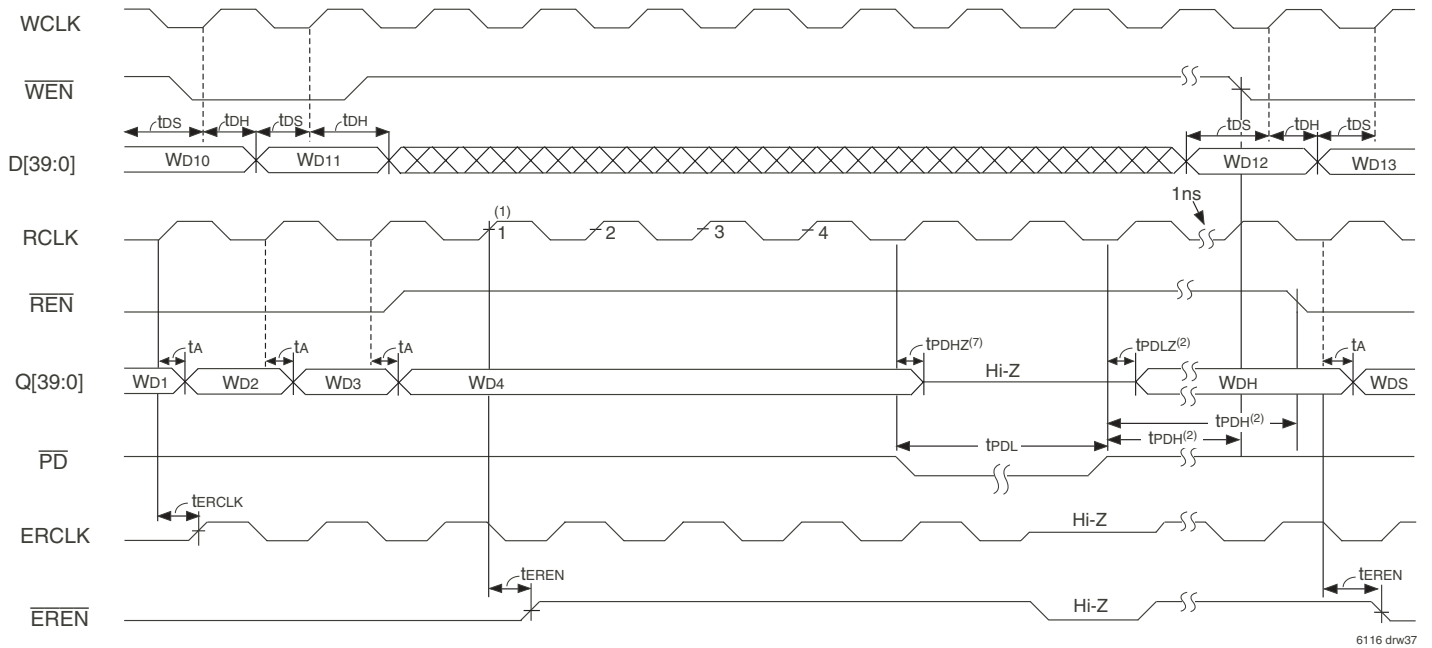 WCLK
WEN
tDS tDH tDS tDH tDS tDH tDS
D[39:0] WD10 WD11 WD12 WD13
1ns
(1)
RCLK 1 2 3 4
REN
tA tA tA tPDHZ(7) tPDLZ(2) tA
Q[39:0] WD1 WD2 WD3 WD4 Hi-Z WDH WDS
tPDH(2)
tPDL tPDH(2)
PD
tERCLK
ERCLK Hi-Z
tEREN tEREN
EREN Hi-Z
6116 drw37